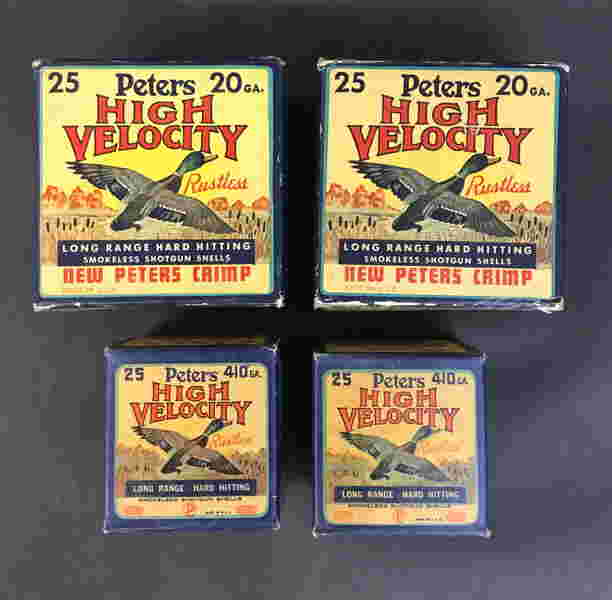 25 Peters 20 GA.
HIGH
VELOCITY
Rustless
LONG RANGE HARD HITTING
SMOKELESS SHOTGUN SHELLS
NEW PETERS CRIMP
MADE IN U.S.A.
25 Peters 20 GA.
HIGH
VELOCITY
Rustless
LONG RANGE HARD HITTING
SMOKELESS SHOTGUN SHELLS
NEW PETERS CRIMP
25 Peters 410 GA.
HIGH
VELOCITY
Rustless
LONG RANGE HARD HITTING
SMOKELESS SHOTGUN SHELLS
P
25 Peters 410 GA.
HIGH
VELOCITY
Rustless
LONG RANGE HARD HITTING
SMOKELESS SHOTGUN SHELLS
P